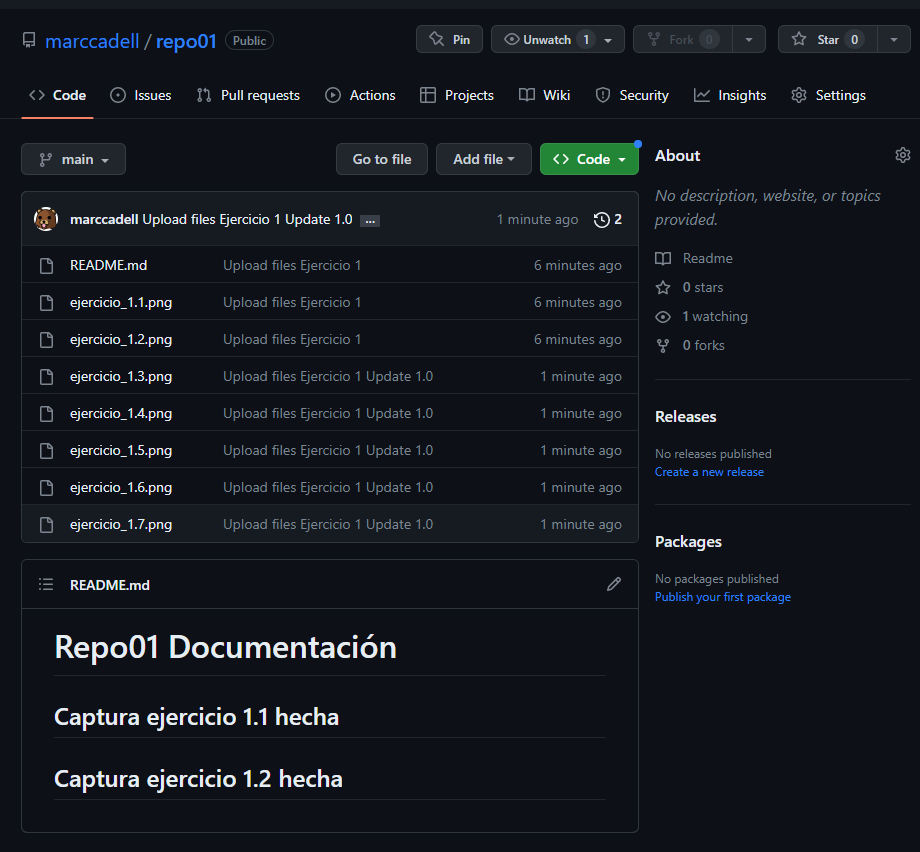 marccadell / repo01 Public Pin Unwatch 1 Fork 0 Star 0
Code Issues Pull requests Actions Projects Wiki Security Insights Settings
main Go to file Add file Code
marccadell Upload files Ejercicio 1 Update 1.0 ... 1 minute ago 2
README.md Upload files Ejercicio 1 6 minutes ago
ejercicio_1.1.png Upload files Ejercicio 1 6 minutes ago
ejercicio_1.2.png Upload files Ejercicio 1 6 minutes ago
ejercicio_1.3.png Upload files Ejercicio 1 Update 1.0 1 minute ago
ejercicio_1.4.png Upload files Ejercicio 1 Update 1.0 1 minute ago
ejercicio_1.5.png Upload files Ejercicio 1 Update 1.0 1 minute ago
ejercicio_1.6.png Upload files Ejercicio 1 Update 1.0 1 minute ago
ejercicio_1.7.png Upload files Ejercicio 1 Update 1.0 1 minute ago
README.md
Repo01 Documentación
Captura ejercicio 1.1 hecha
Captura ejercicio 1.2 hecha
About
No description, website, or topics
provided.
Readme
0 stars
1 watching
0 forks
Releases
No releases published
Create a new release
Packages
No packages published
Publish your first package